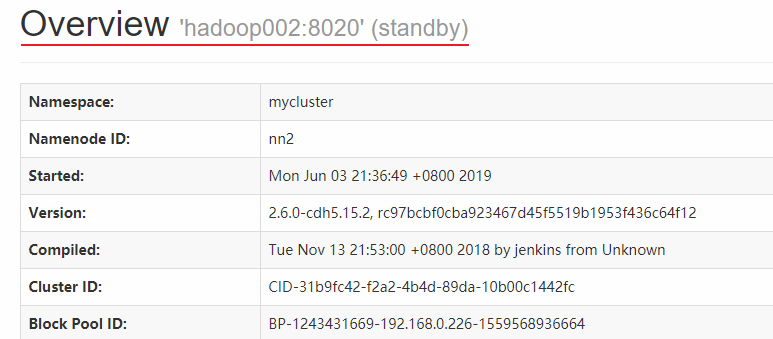 Overview 'hadoop002:8020' (standby)
Namespace: mycluster
Namenode ID: nn2
Started: Mon Jun 03 21:36:49 +0800 2019
Version: 2.6.0-cdh5.15.2, rc97bcbf0cba923467d45f5519b1953f436c64f12
Compiled: Tue Nov 13 21:53:00 +0800 2018 by jenkins from Unknown
Cluster ID: CID-31b9fc42-f2a2-4b4d-89da-10b00c1442fc
Block Pool ID: BP-1243431669-192.168.0.226-1559568936664